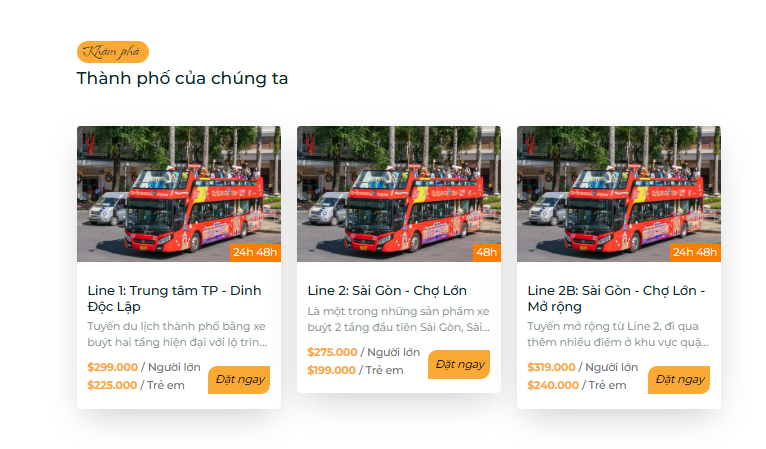 Khám phá
Thành phố của chúng ta
24h 48h
48h
24h 48h
Line 1: Trung tâm TP - Dinh
Độc Lập
Tuyến du lịch thành phố bằng xe
buýt hai tầng hiện đại với lộ trìn...
$299.000 / Người lớn
$225.000 / Trẻ em
Đặt ngay
Line 2: Sài Gòn - Chợ Lớn
Là một trong những sản phẩm xe
buýt 2 tầng đầu tiên Sài Gòn, Sài...
$275.000 / Người lớn
$199.000 / Trẻ em
Đặt ngay
Line 2B: Sài Gòn - Chợ Lớn -
Mở rộng
Tuyến mở rộng từ Line 2, đi qua
thêm nhiều điểm ở khu vực quậ...
$319.000 / Người lớn
$240.000 / Trẻ em
Đặt ngay